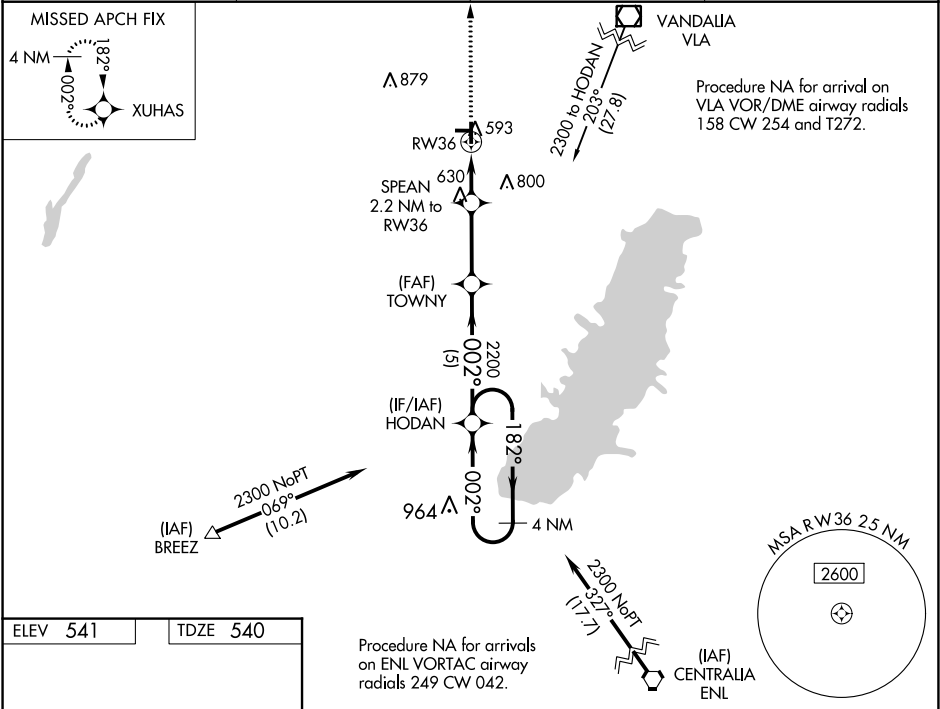 MISSED APCH FIX
4 NM
182°
002°
XUHAS
VANDALIA
VLA
2300 to HODAN
203°
(27.8)
Procedure NA for arrival on
VLA VOR/DME airway radials
158 CW 254 and T272.
879
593
RW36
630
800
SPEAN
2.2 NM to
RW36
(FAF)
TOWNY
2200
002°
(5)
(IF/IAF)
HODAN
182°
002°
964
4 NM
2300 NoPT
069°
(10.2)
(IAF)
BREEZ
2300 NoPT
327°
(17.7)
(IAF)
CENTRALIA
ENL
MSA RW36 25 NM
2600
ELEV 541
TDZE 540
Procedure NA for arrivals
on ENL VORTAC airway
radials 249 CW 042.